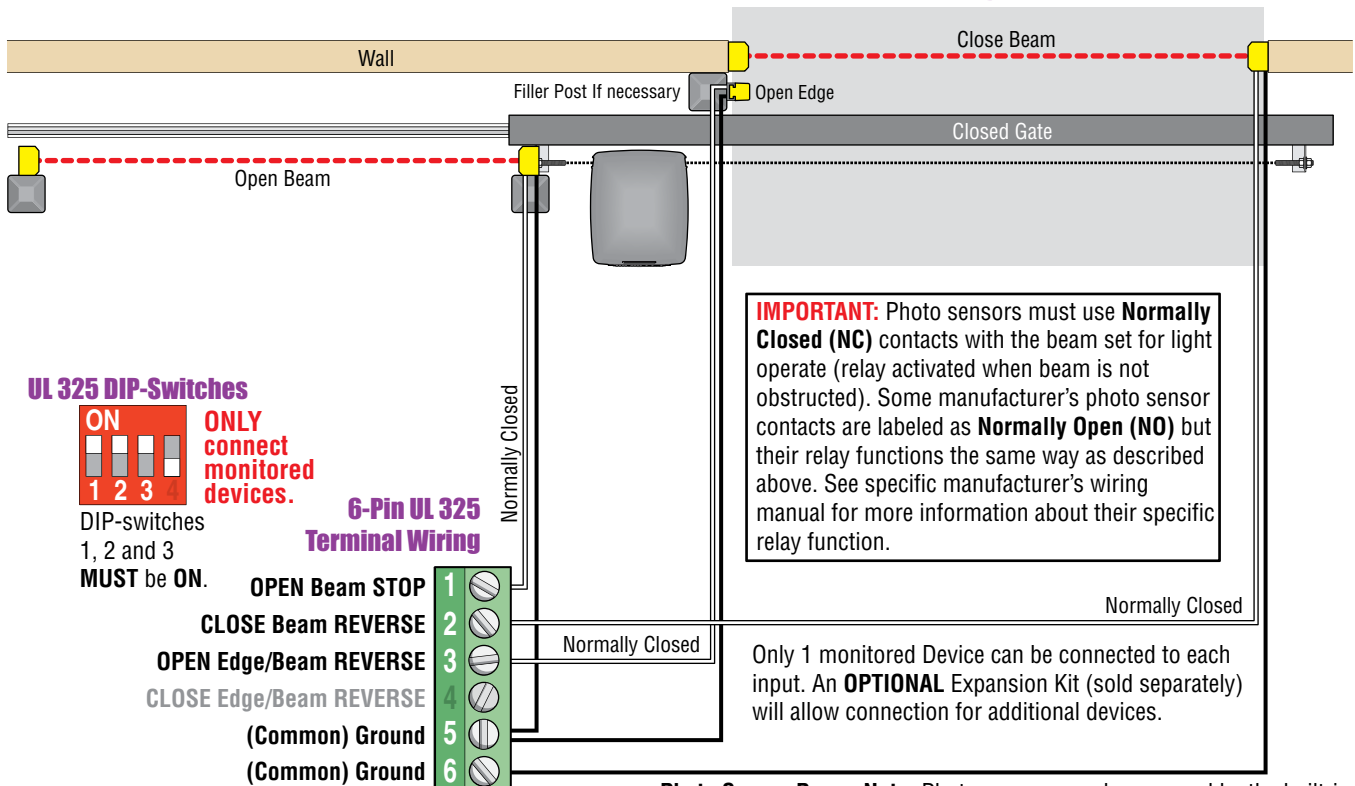 Wall
Close Beam
Filler Post If necessary
Open Edge
Closed Gate
Open Beam
IMPORTANT: Photo sensors must use Normally
Closed (NC) contacts with the beam set for light
operate (relay activated when beam is not
obstructed). Some manufacturer's photo sensor
contacts are labeled as Normally Open (NO) but
their relay functions the same way as described
above. See specific manufacturer's wiring
manual for more information about their specific
relay function.
UL 325 DIP-Switches
ON
1 2 3 4
ONLY
connect
monitored
devices.
DIP-switches
1, 2 and 3
MUST be ON.
Normally Closed
6-Pin UL 325
Terminal Wiring
OPEN Beam STOP 1
CLOSE Beam REVERSE 2
OPEN Edge/Beam REVERSE 3
CLOSE Edge/Beam REVERSE 4
(Common) Ground 5
(Common) Ground 6
Normally Closed
Normally Closed
Only 1 monitored Device can be connected to each
input. An OPTIONAL Expansion Kit (sold separately)
will allow connection for additional devices.